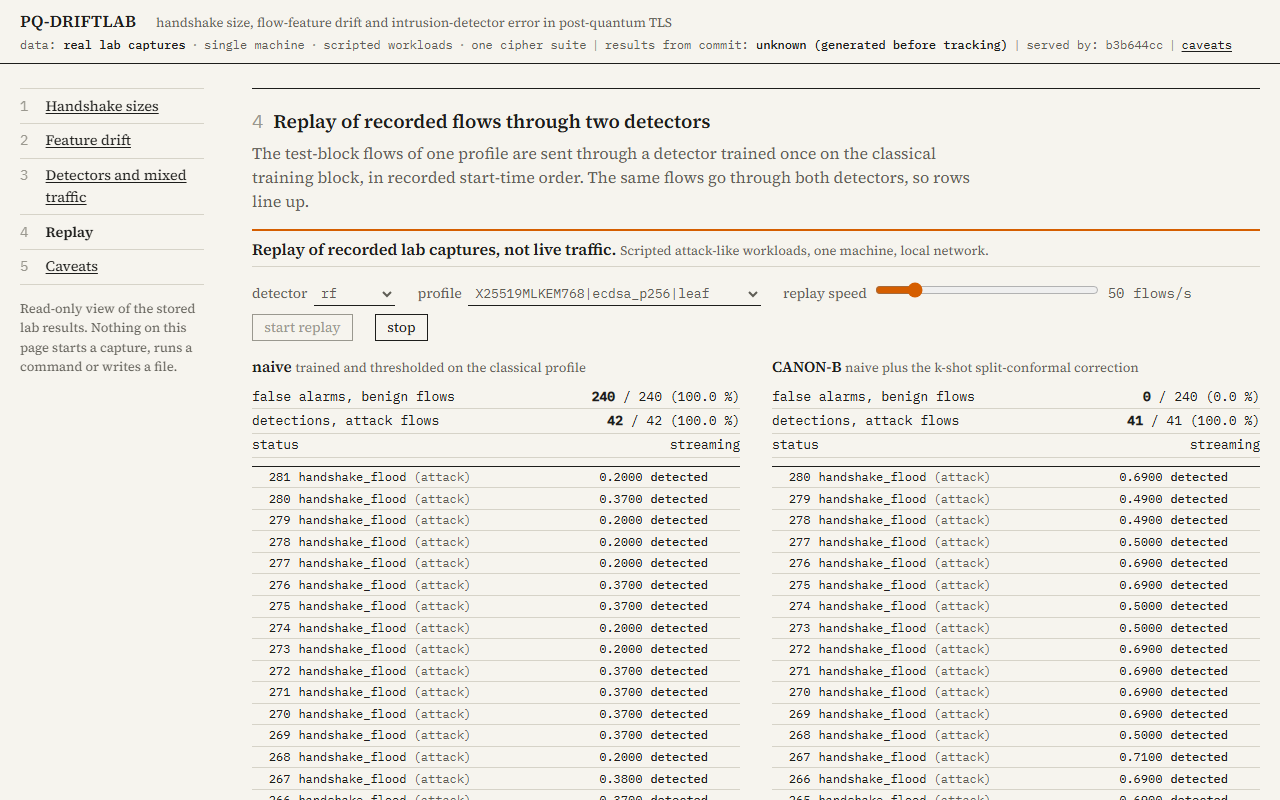 PQ-DRIFTLAB handshake size, flow-feature drift and intrusion-detector error in post-quantum TLS
data: real lab captures · single machine · scripted workloads · one cipher suite | results from commit: unknown (generated before tracking) | served by: b3b644cc | caveats
1 Handshake sizes
2 Feature drift
3 Detectors and mixed
traffic
4 Replay
5 Caveats
Read-only view of the stored
lab results. Nothing on this
page starts a capture, runs a
command or writes a file.
4 Replay of recorded flows through two detectors
The test-block flows of one profile are sent through a detector trained once on the classical
training block, in recorded start-time order. The same flows go through both detectors, so rows
line up.
Replay of recorded lab captures, not live traffic. Scripted attack-like workloads, one machine, local network.
detector rf profile X25519MLKEM768|ecdsa_p256|leaf replay speed 50 flows/s
start replay stop
naive trained and thresholded on the classical profile
false alarms, benign flows 240 / 240 (100.0 %)
detections, attack flows 42 / 42 (100.0 %)
status streaming
281 handshake_flood (attack) 0.2000 detected
280 handshake_flood (attack) 0.3700 detected
279 handshake_flood (attack) 0.2000 detected
278 handshake_flood (attack) 0.2000 detected
277 handshake_flood (attack) 0.2000 detected
276 handshake_flood (attack) 0.3700 detected
275 handshake_flood (attack) 0.3700 detected
274 handshake_flood (attack) 0.2000 detected
273 handshake_flood (attack) 0.2000 detected
272 handshake_flood (attack) 0.3700 detected
271 handshake_flood (attack) 0.3700 detected
270 handshake_flood (attack) 0.3700 detected
269 handshake_flood (attack) 0.3700 detected
268 handshake_flood (attack) 0.2000 detected
267 handshake_flood (attack) 0.3800 detected
266 handshake_flood (attack) 0.3700 detected
CANON-B naive plus the k-shot split-conformal correction
false alarms, benign flows 0 / 240 (0.0 %)
detections, attack flows 41 / 41 (100.0 %)
status streaming
280 handshake_flood (attack) 0.6900 detected
279 handshake_flood (attack) 0.4900 detected
278 handshake_flood (attack) 0.4900 detected
277 handshake_flood (attack) 0.5000 detected
276 handshake_flood (attack) 0.6900 detected
275 handshake_flood (attack) 0.6900 detected
274 handshake_flood (attack) 0.5000 detected
273 handshake_flood (attack) 0.5000 detected
272 handshake_flood (attack) 0.6900 detected
271 handshake_flood (attack) 0.6900 detected
270 handshake_flood (attack) 0.6900 detected
269 handshake_flood (attack) 0.6900 detected
268 handshake_flood (attack) 0.5000 detected
267 handshake_flood (attack) 0.7100 detected
266 handshake_flood (attack) 0.6900 detected
265 handshake_flood (attack) 0.6900 detected